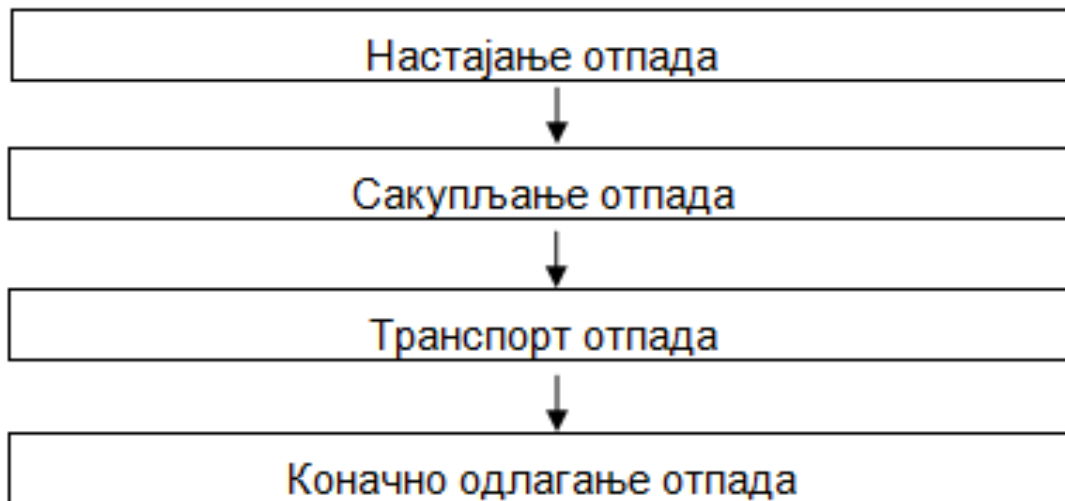 Настајање отпада
Сакупљање отпада
Транспорт отпада
Коначно одлагање отпада